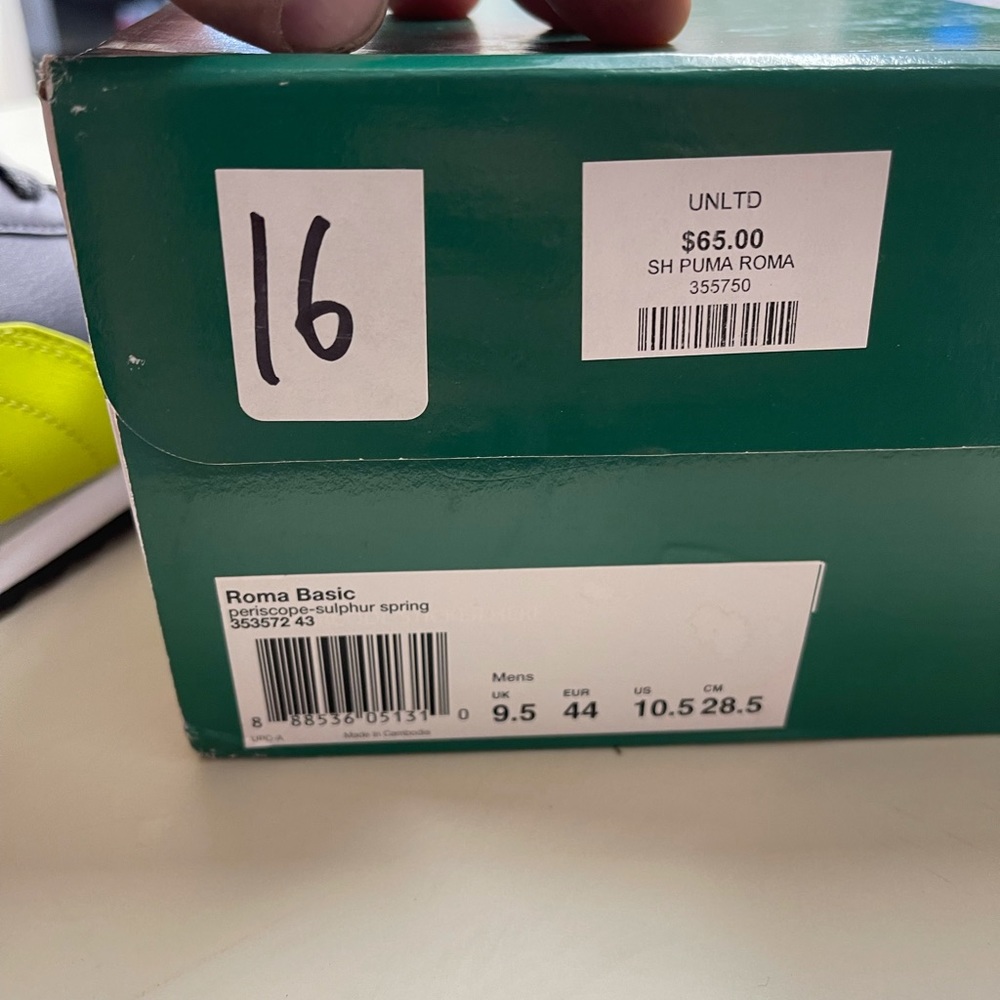 16
UNLTD
$65.00
SH PUMA ROMA
355750
Roma Basic
periscope-sulphur spring
353572 43
8 88536 05131 0
UPC-A Made in Cambodia
Mens
UK EUR US CM
9.5 44 10.5 28.5